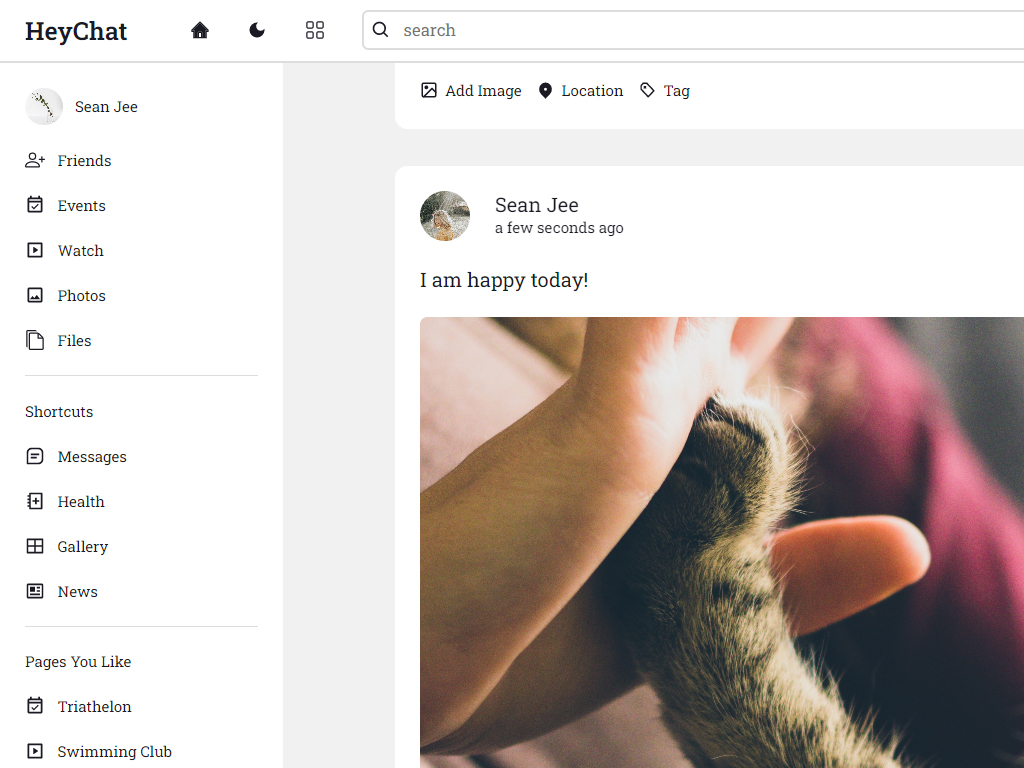 HeyChat
search
Sean Jee
Friends
Events
Watch
Photos
Files
Shortcuts
Messages
Health
Gallery
News
Pages You Like
Triathelon
Swimming Club
Add Image Location Tag
Sean Jee
a few seconds ago
I am happy today!